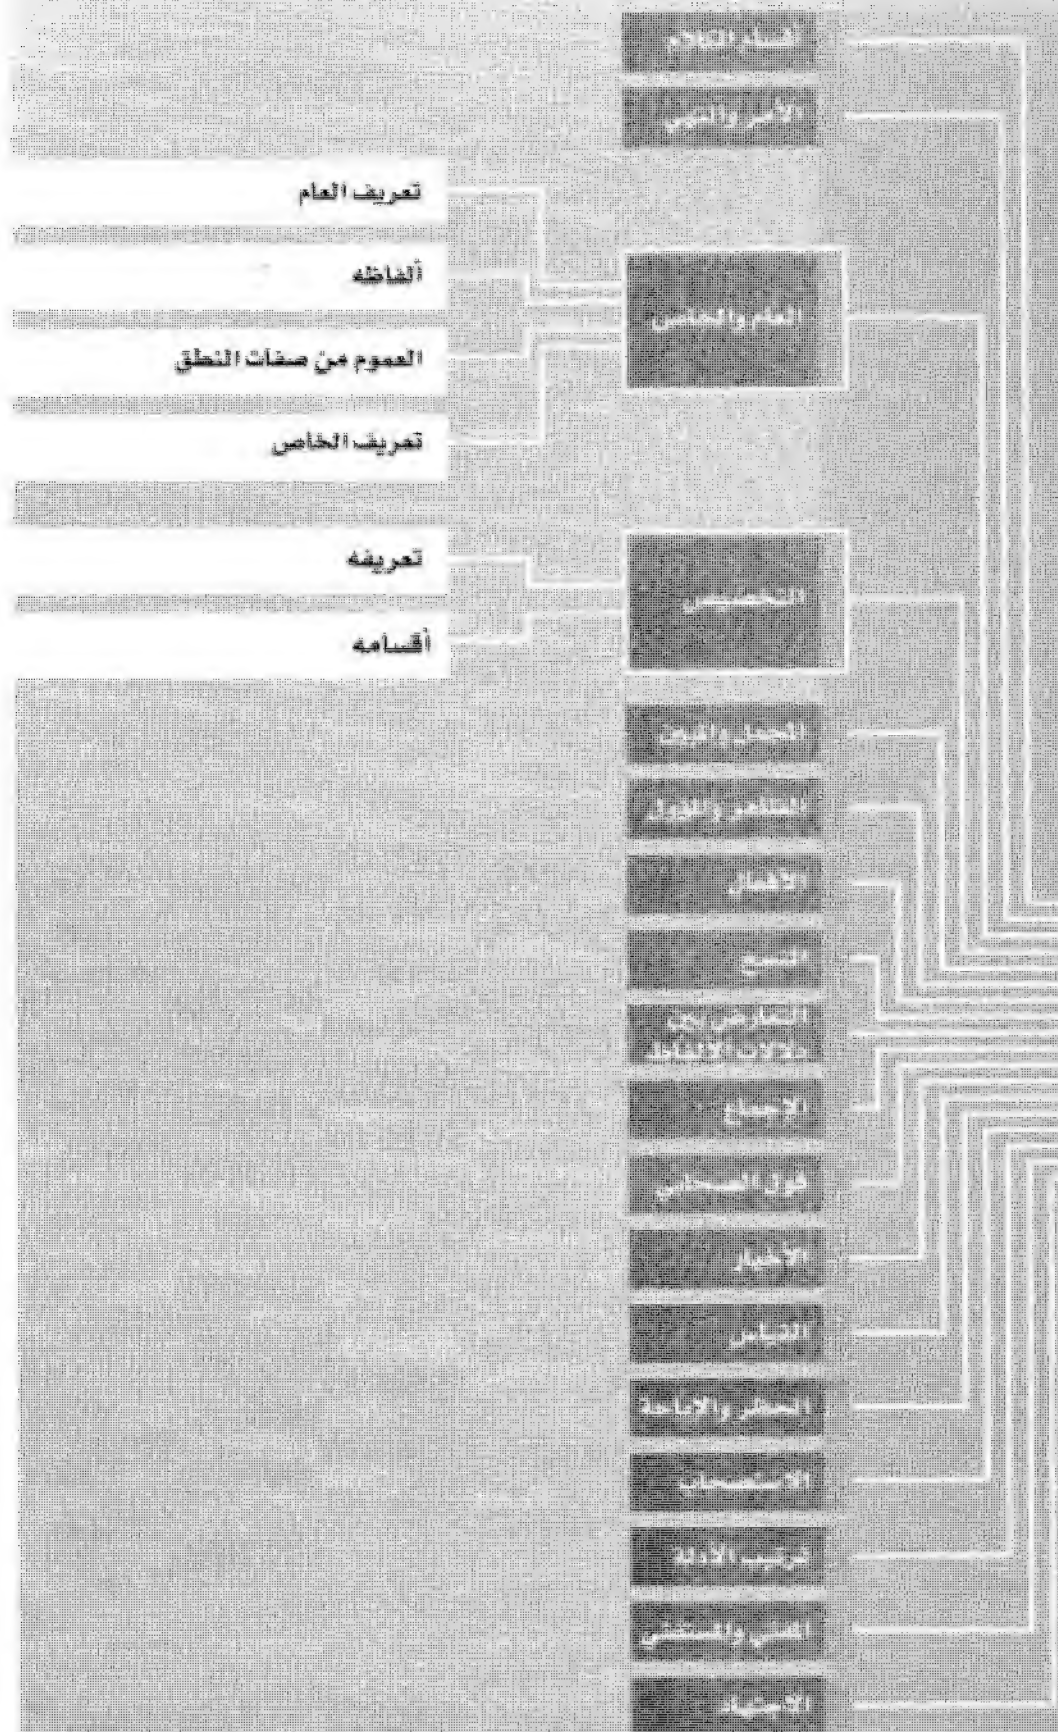 أقسام الكلام
الأمر والنهي
العام والخاص
تعريف العام
ألفاظه
العموم من صفات النطق
تعريف الخاص
التخصيص
تعريفه
أقسامه
المجمل والمبين
الظاهر والمؤول
الأفعال
النسخ
التعارض بين
دلالات الألفاظ
الإجماع
قول الصحابي
الأخبار
القياس
الحظر والإباحة
الاستصحاب
ترتيب الأدلة
المفتي والمستفتي
الاجتهاد